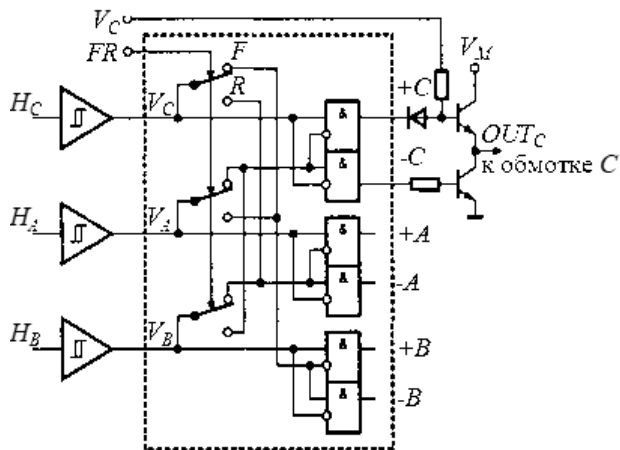 V_C
FR
F
V_M
+C
R
H_C
V_C
&
OUT_C
-C
к обмотке C
&
H_A
V_A
&
+A
&
-A
H_B
V_B
&
+B
&
-B